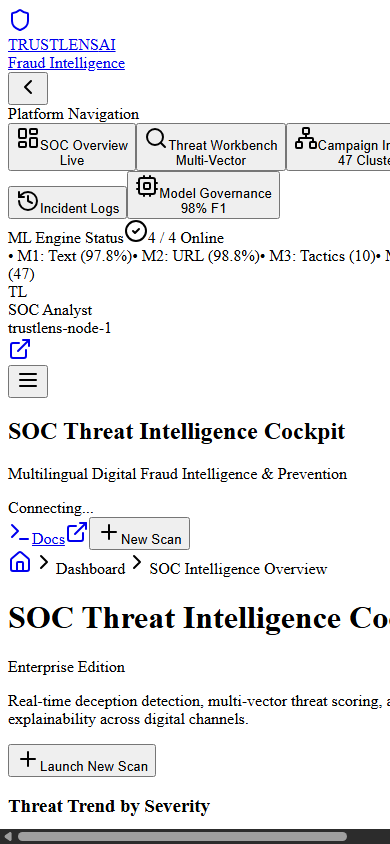 TRUSTLENSAI
Fraud Intelligence
Platform Navigation
SOC Overview
Live
Threat Workbench
Multi-Vector
Campaign In
47 Cluste
Incident Logs
Model Governance
98% F1
ML Engine Status 4 / 4 Online
• M1: Text (97.8%)• M2: URL (98.8%)• M3: Tactics (10)• M
(47)
TL
SOC Analyst
trustlens-node-1
SOC Threat Intelligence Cockpit
Multilingual Digital Fraud Intelligence & Prevention
Connecting...
Docs
New Scan
Dashboard SOC Intelligence Overview
SOC Threat Intelligence Co
Enterprise Edition
Real-time deception detection, multi-vector threat scoring, a
explainability across digital channels.
Launch New Scan
Threat Trend by Severity